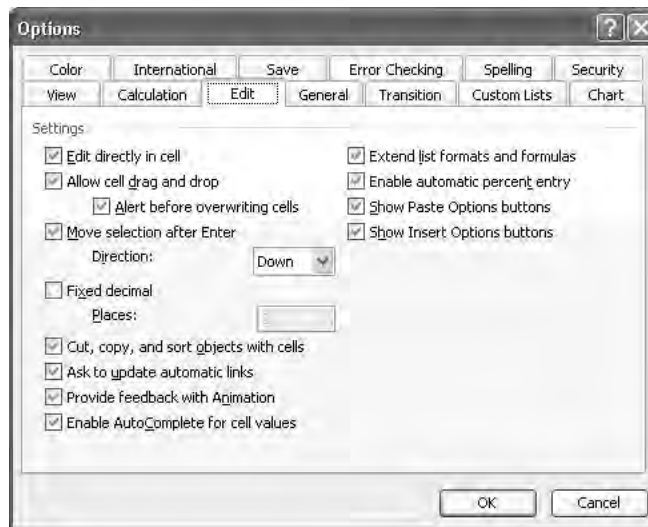 Options
Color International Save Error Checking Spelling Security
View Calculation Edit General Transition Custom Lists Chart
Settings
Edit directly in cell
Allow cell drag and drop
Alert before overwriting cells
Move selection after Enter
Direction: Down
Fixed decimal
Places:
Cut, copy, and sort objects with cells
Ask to update automatic links
Provide feedback with Animation
Enable AutoComplete for cell values
Extend list formats and formulas
Enable automatic percent entry
Show Paste Options buttons
Show Insert Options buttons
OK Cancel